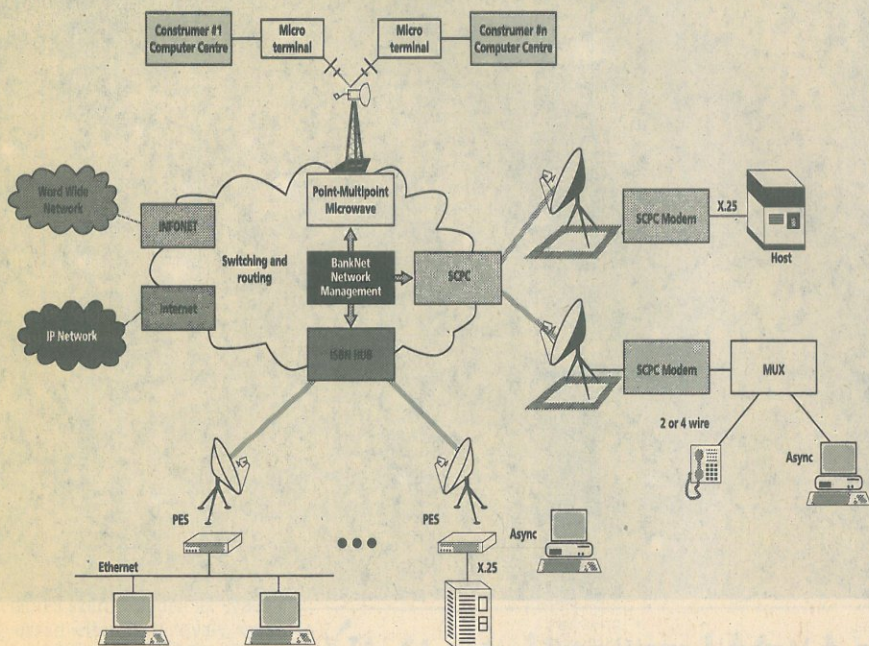 Construmer #1
Computer Centre
Micro
terminal
Micro
terminal
Construmer #n
Computer Centre
Word Wide
Network
INFONET
Point-Multipoint
Microwave
Switching and
routing
BankNet
Network
Management
SCPC
SCPC Modem
X.25
Host
Internet
IP Network
ISBN HUB
SCPC Modem
MUX
2 or 4 wire
Async
PES
PES
Async
Ethernet
X.25